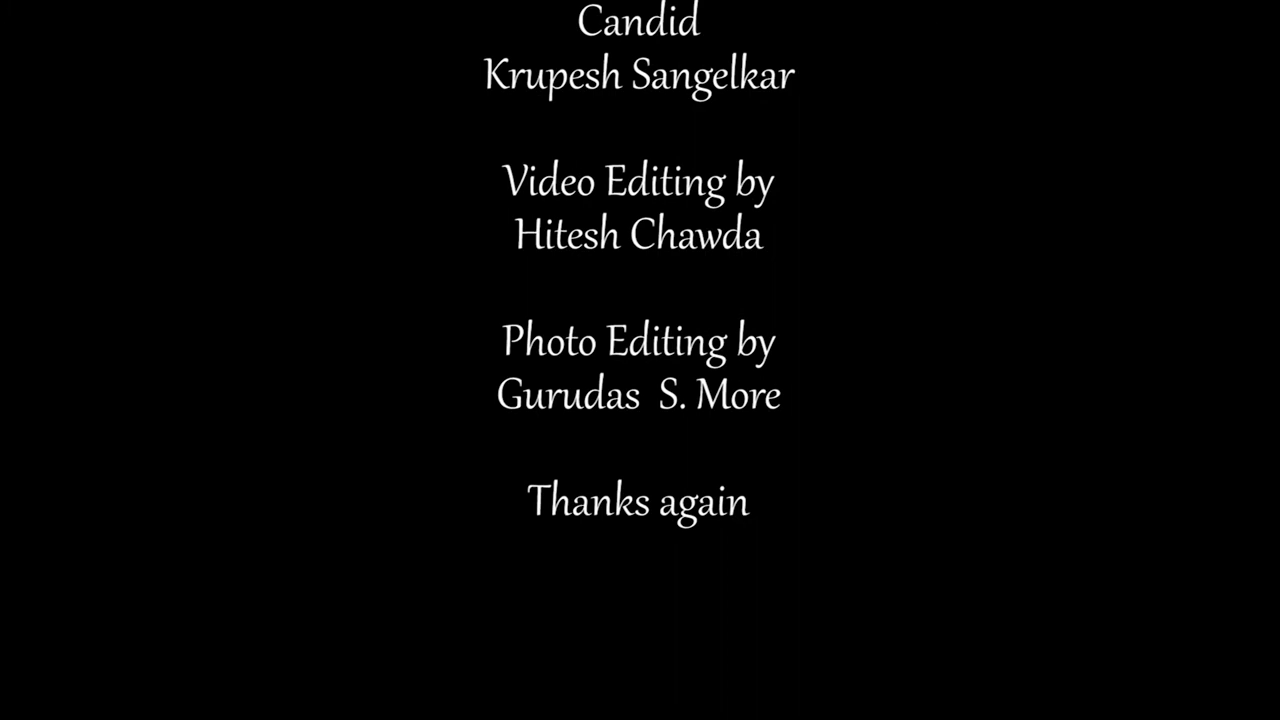 Candid
Krupesh Sangelkar
Video Editing by
Hitesh Chawda
Photo Editing by
Gurudas  S. More
Thanks again